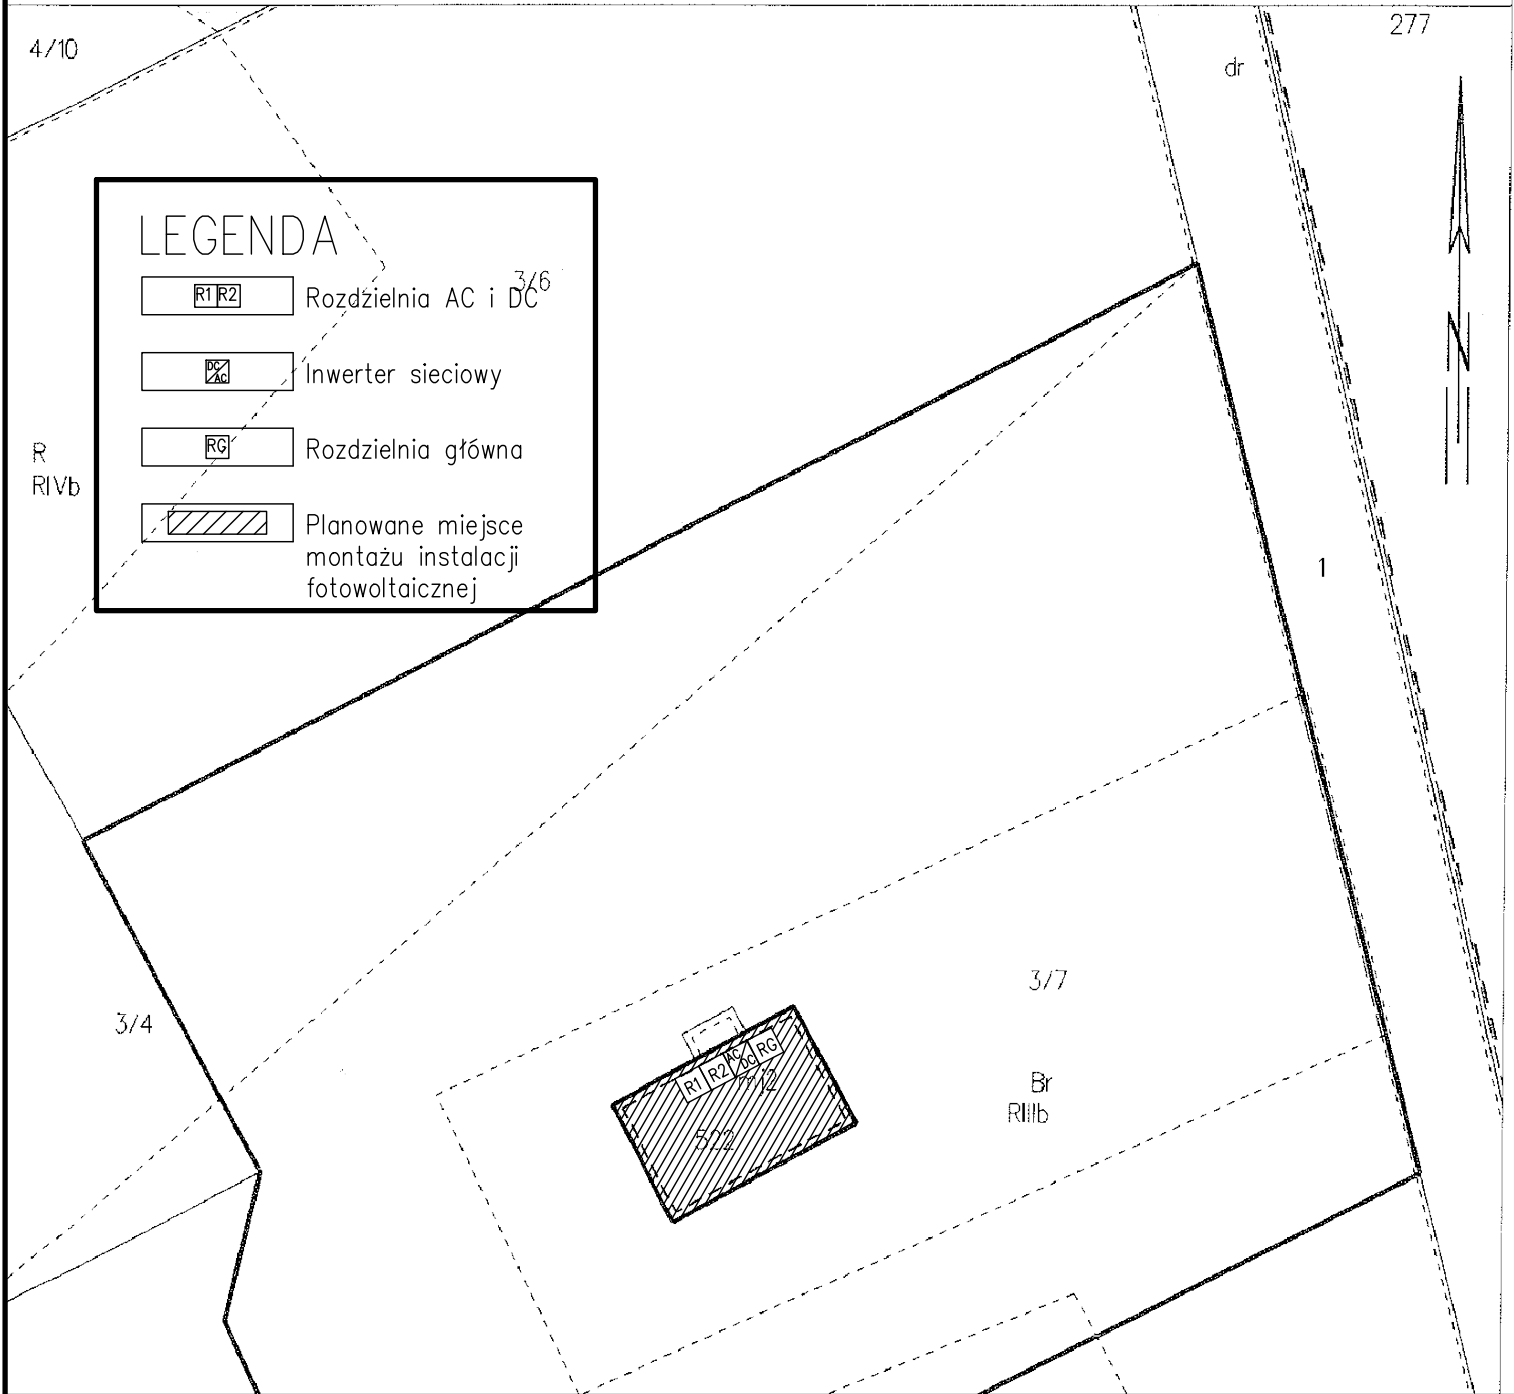 4/10
277
dr
LEGENDA
3/6
R1 R2 Rozdzielnia AC i DC
DC AC Inwerter sieciowy
RG Rozdzielnia główna
Planowane miejsce
montażu instalacji
fotowoltaicznej
R
RIVb
N
1
3/7
3/4
R1 R2 AC DC RG
mj2
Br
RIIIb